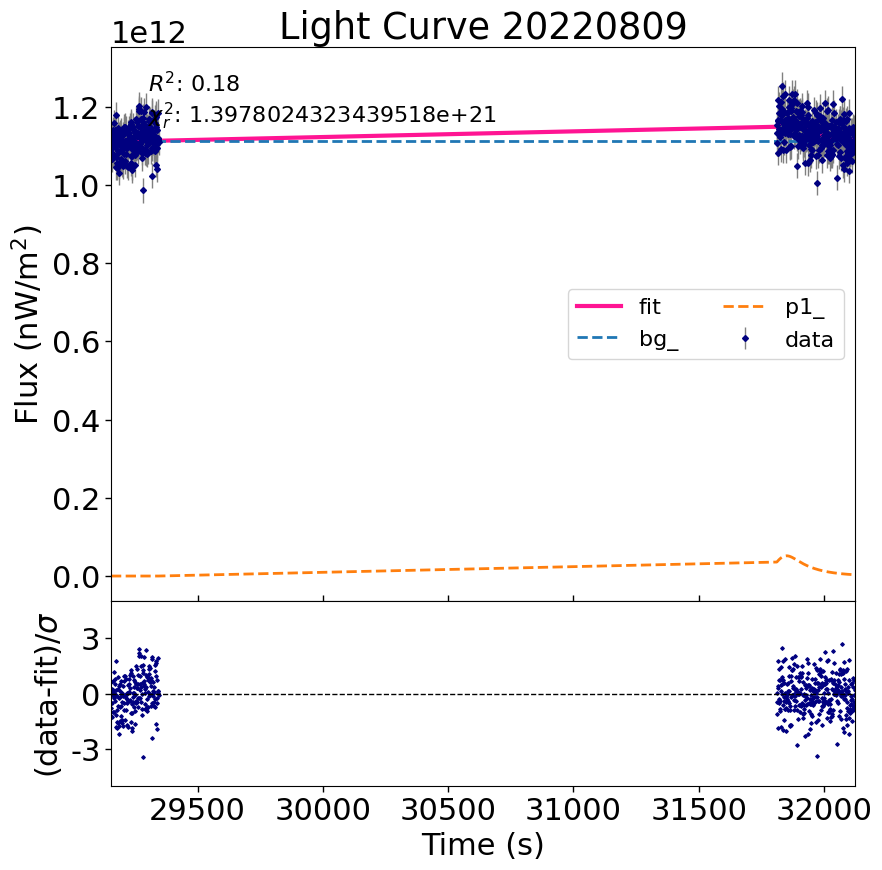 Light Curve 20220809
1e12
R²: 0.18
χ²ᵣ: 1.3978024323439518e+21
1.2
1.0
0.8
0.6
0.4
0.2
0.0
Flux (nW/m²)
fit
bg_
p1_
data
3
0
-3
(data-fit)/σ
29500 30000 30500 31000 31500 32000
Time (s)